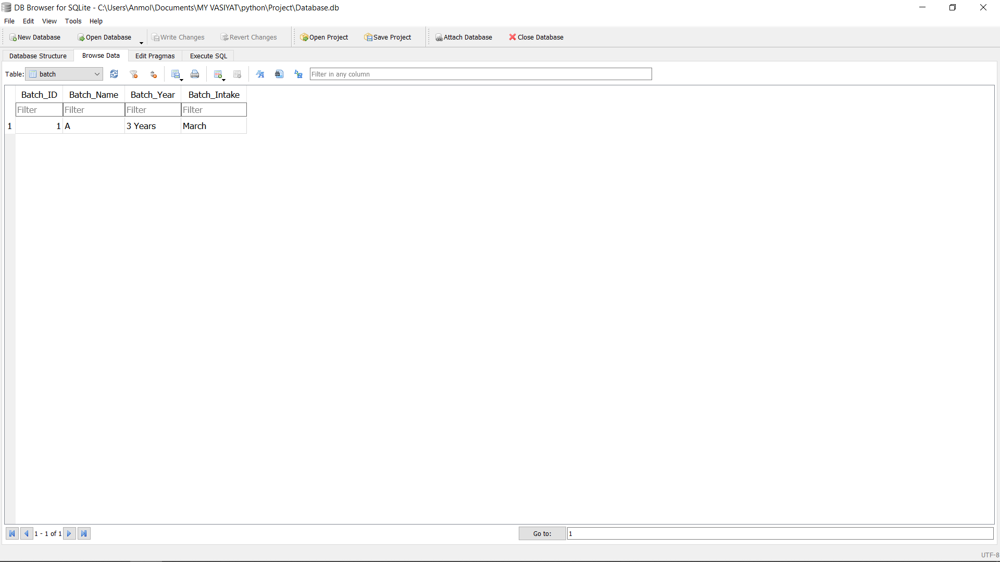 DB Browser for SQLite - C:\Users\Anmol\Documents\MY VASIYAT\python\Project\Database.db
File Edit View Tools Help
New Database Open Database Write Changes Revert Changes Open Project Save Project Attach Database Close Database
Database Structure Browse Data Edit Pragmas Execute SQL
Table: batch Filter in any column
Batch_ID Batch_Name Batch_Year Batch_Intake
Filter Filter Filter Filter
1 1 A 3 Years March
1 - 1 of 1 Go to: 1
UTF-8